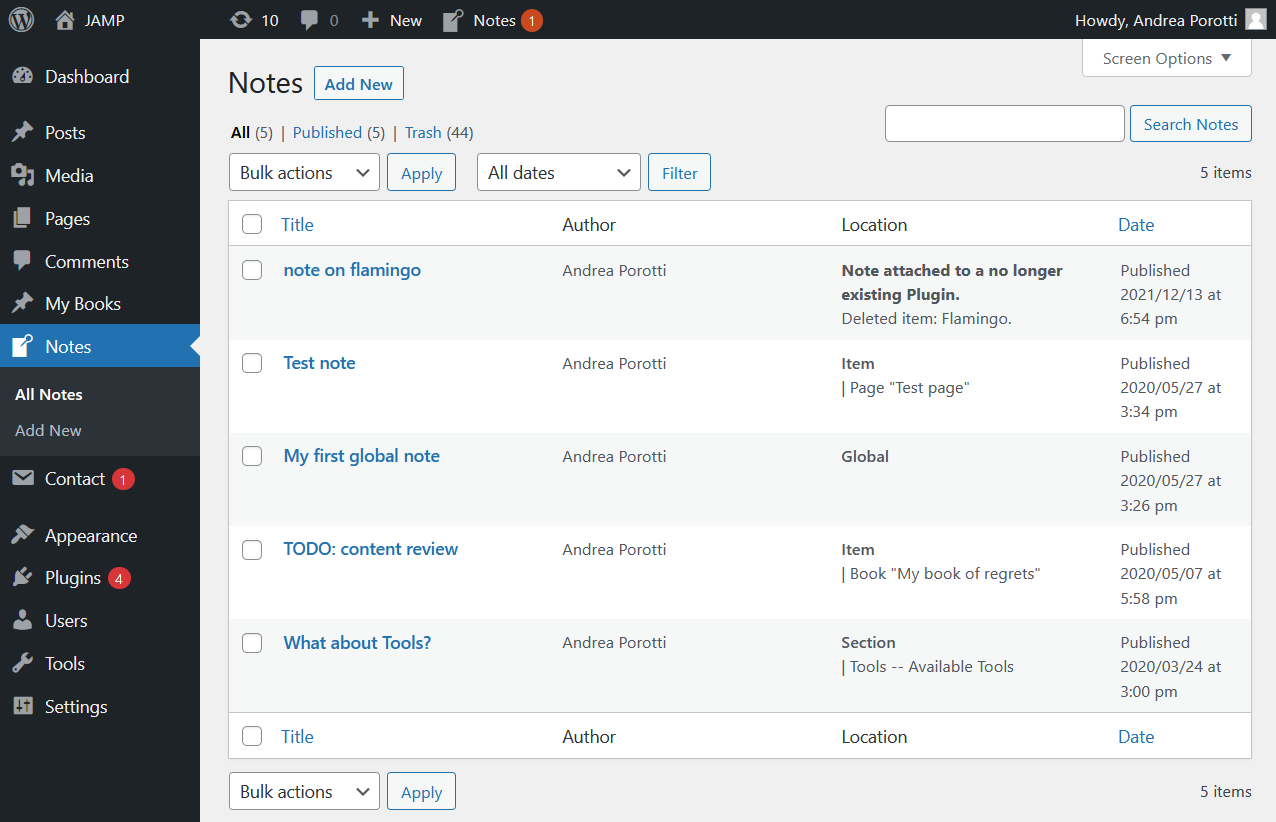 JAMP 10 0 New Notes 1 Howdy, Andrea Porotti
Screen Options
Dashboard
Posts
Media
Pages
Comments
My Books
Notes
All Notes
Add New
Contact 1
Appearance
Plugins 4
Users
Tools
Settings
Notes Add New
All (5) | Published (5) | Trash (44)
Search Notes
Bulk actions Apply All dates Filter 5 items
Title Author Location Date
note on flamingo Andrea Porotti Note attached to a no longer Published
existing Plugin. 2021/12/13 at
Deleted item: Flamingo. 6:54 pm
Test note Andrea Porotti Item Published
| Page "Test page" 2020/05/27 at
3:34 pm
My first global note Andrea Porotti Global Published
2020/05/27 at
3:26 pm
TODO: content review Andrea Porotti Item Published
| Book "My book of regrets" 2020/05/07 at
5:58 pm
What about Tools? Andrea Porotti Section Published
| Tools -- Available Tools 2020/03/24 at
3:00 pm
Title Author Location Date
Bulk actions Apply 5 items